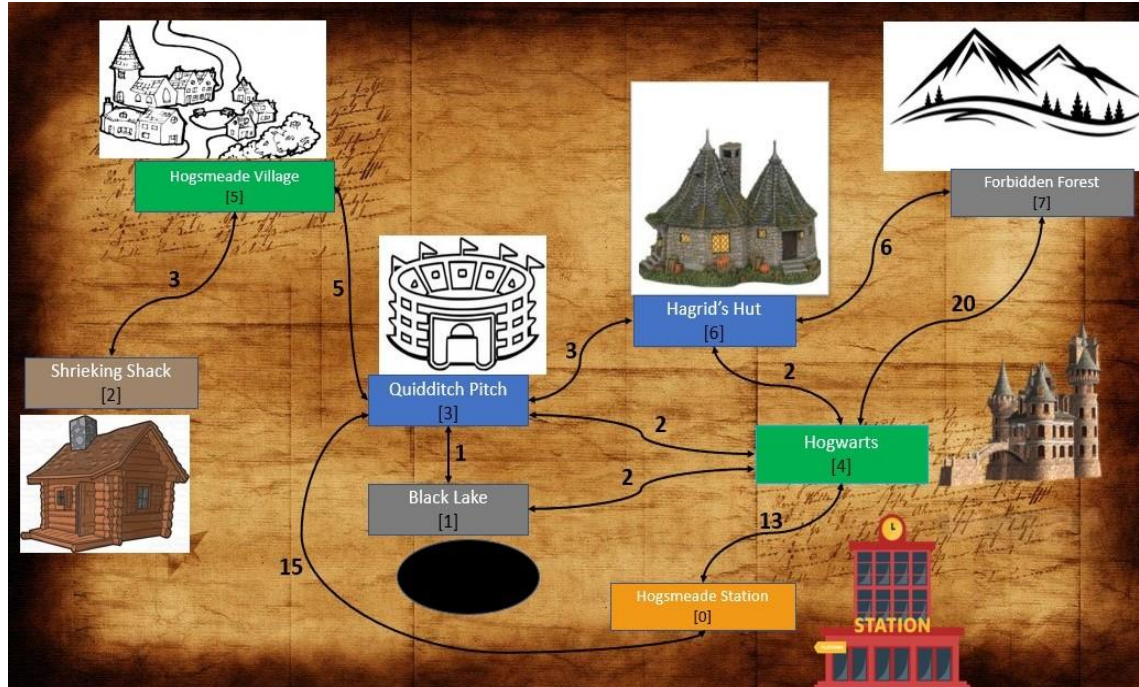 Hogsmeade Village
[5]
Forbidden Forest
[7]
3
5
6
20
Hagrid's Hut
[6]
3
2
Shrieking Shack
[2]
Quidditch Pitch
[3]
2
Hogwarts
[4]
1
2
Black Lake
[1]
13
15
Hogsmeade Station
[0]
STATION